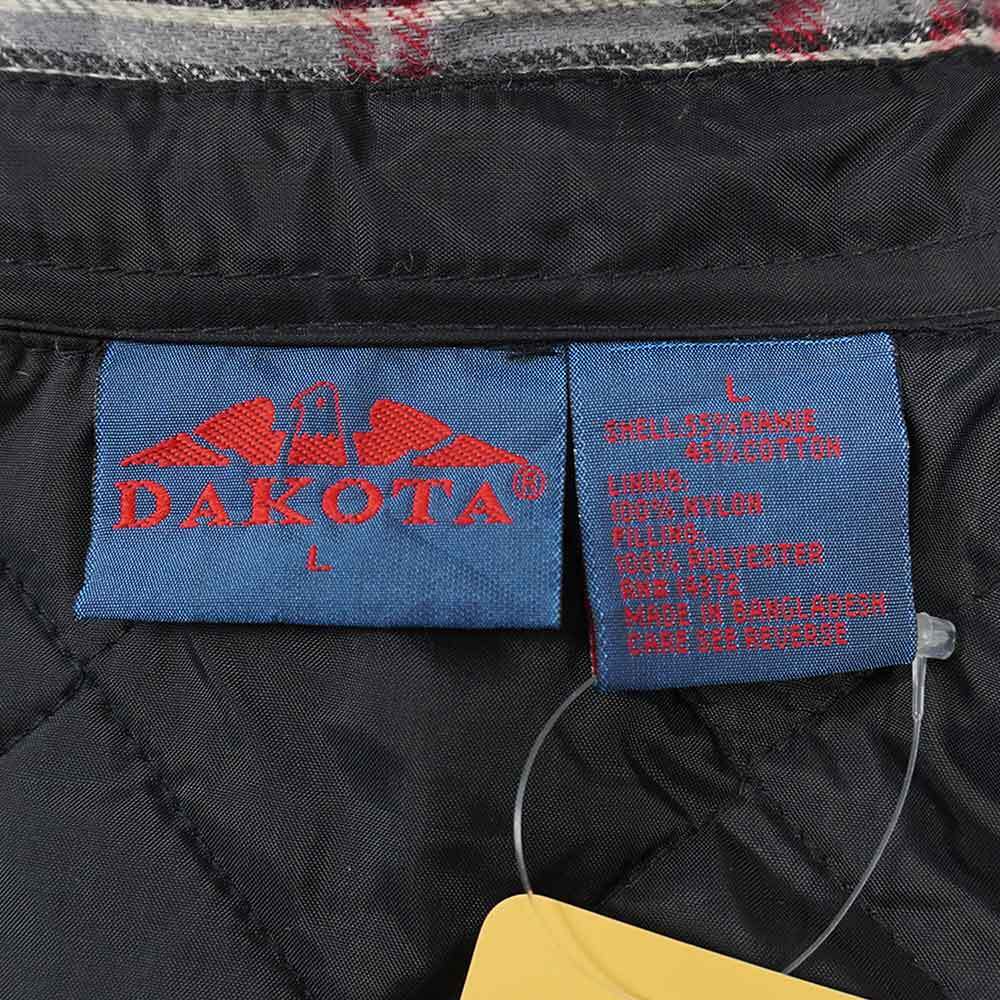 DAKOTA®
L
L
SHELL: 55% RAMIE
45% COTTON
LINING:
100% NYLON
FILLING:
100% POLYESTER
RN# 14372
MADE IN BANGLADESH
CARE SEE REVERSE